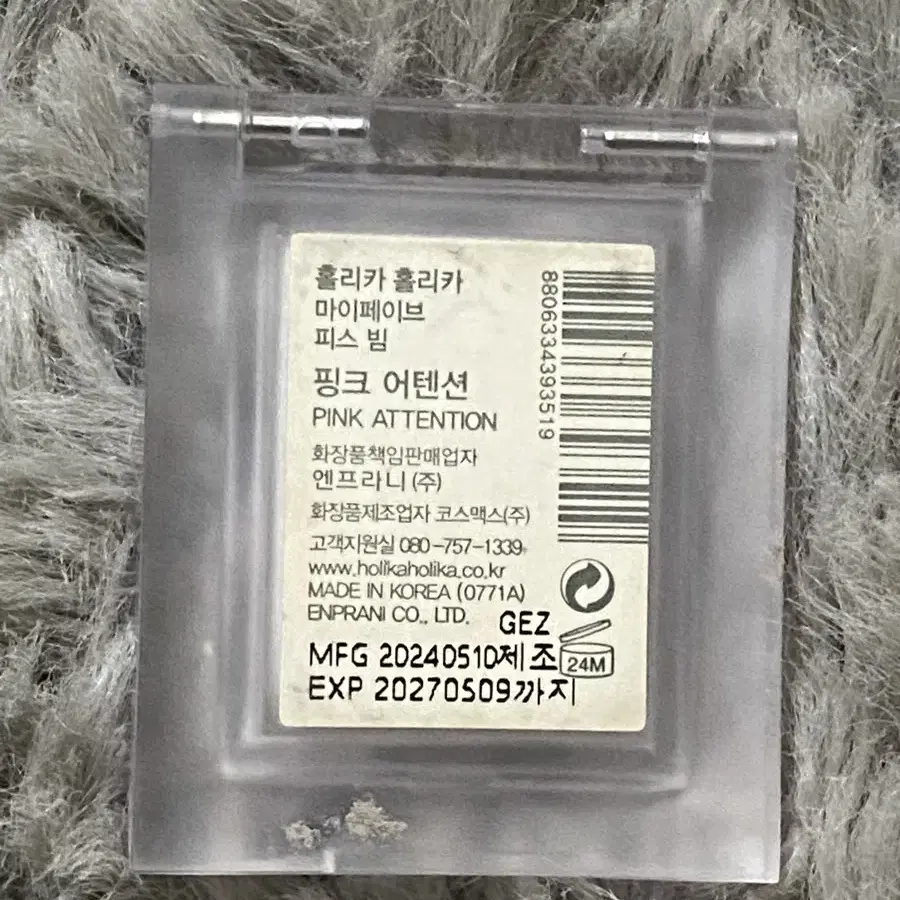 홀리카 홀리카
마이페이브
피스 빔
핑크 어텐션
PINK ATTENTION
화장품책임판매업자
엔프라니 (주)
화장품제조업자 코스맥스(주)
고객지원실 080-757-1339
www.holikaholika.co.kr
MADE IN KOREA (0771A)
ENPRANI CO., LTD.
GEZ
MFG 20240510제조
EXP 20270509까지
24M
8806334393519